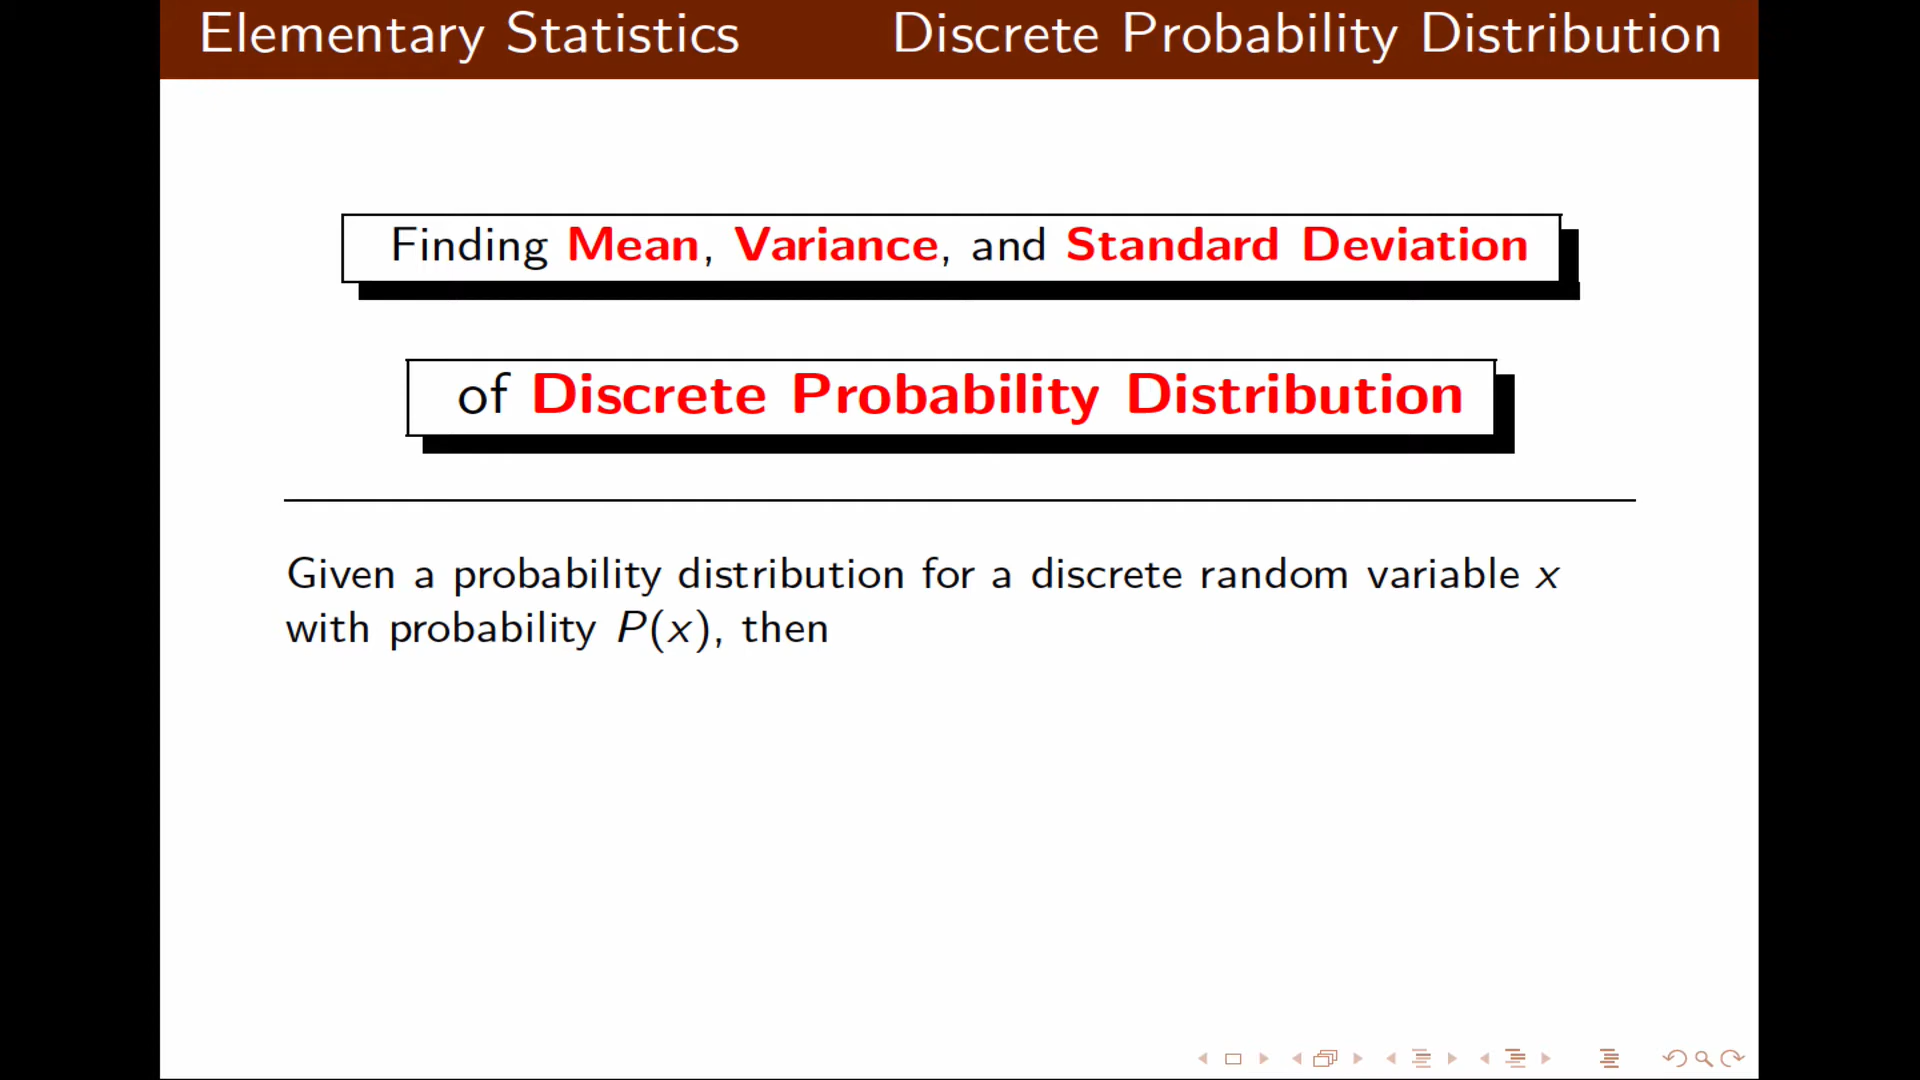 Elementary Statistics Discrete Probability Distribution
Finding Mean, Variance, and Standard Deviation
of Discrete Probability Distribution
Given a probability distribution for a discrete random variable x
with probability P(x), then